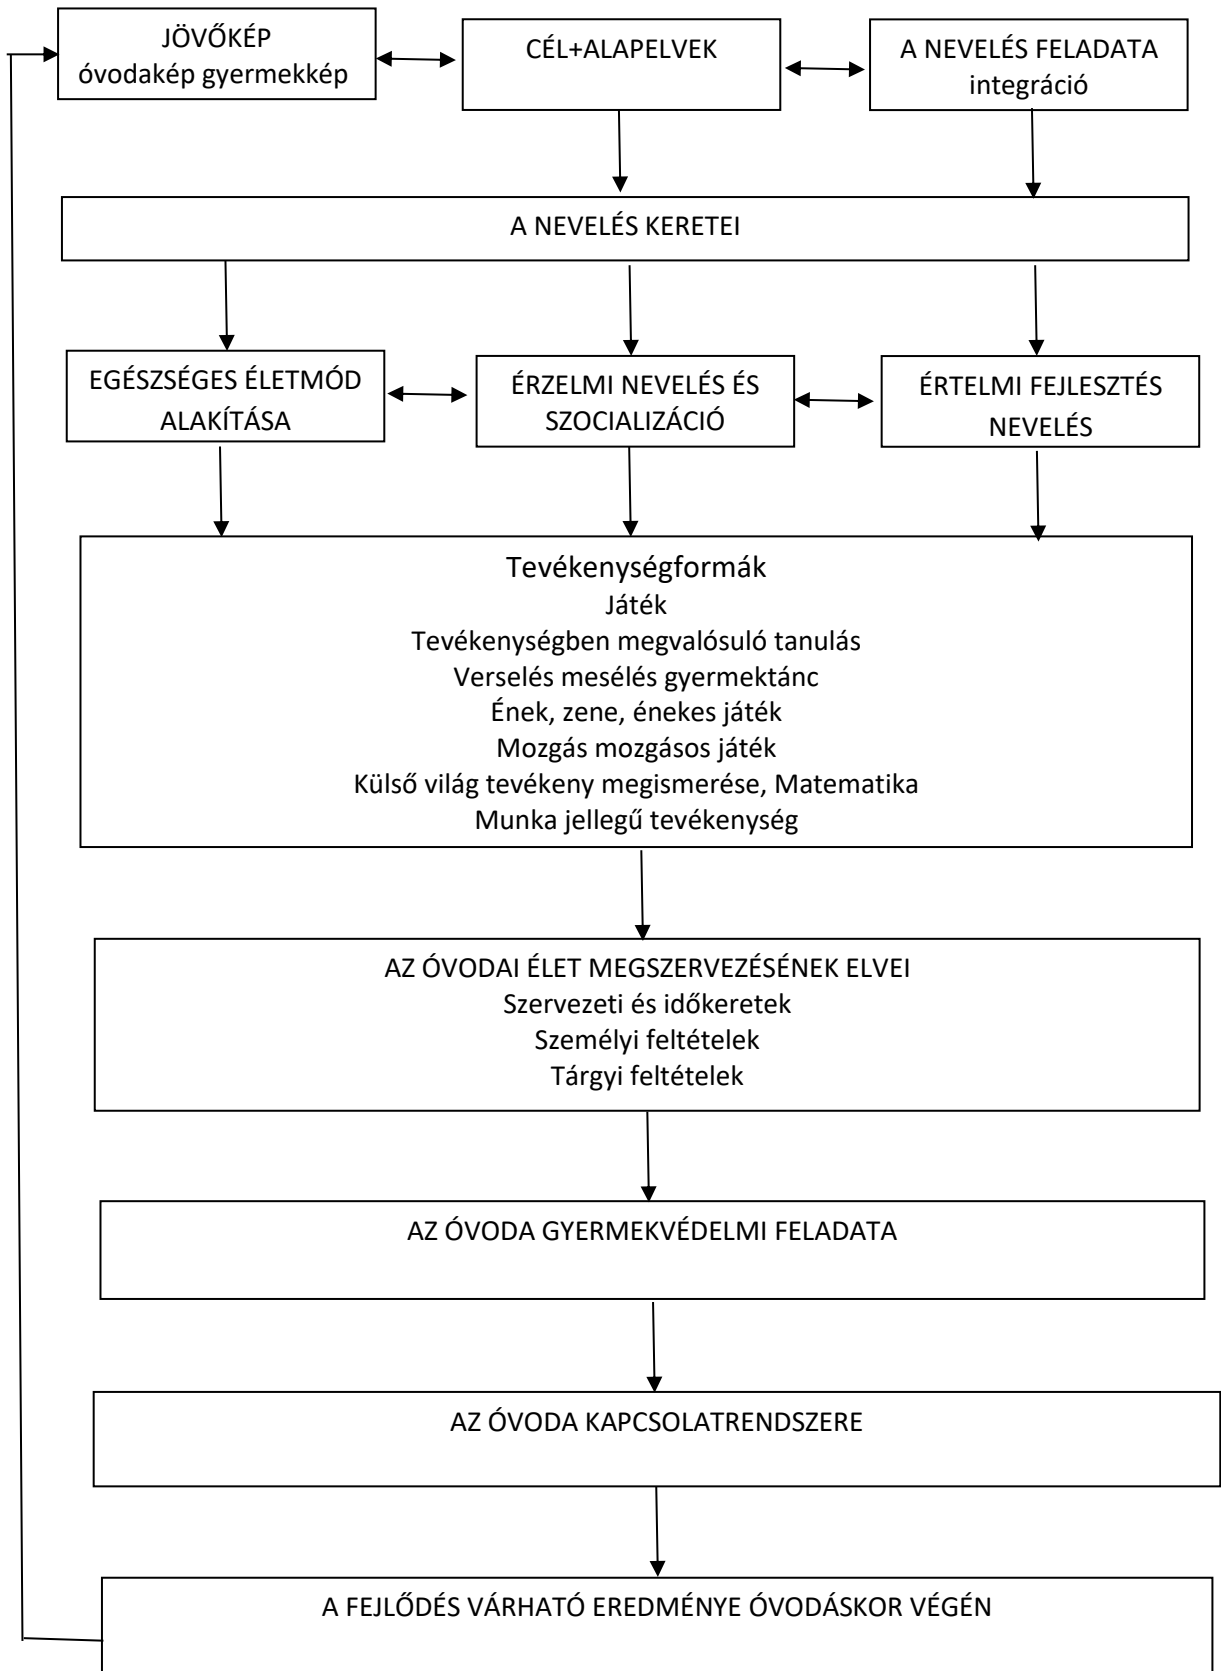 JÖVŐKÉP
óvodakép gyermekkép
CÉL+ALAPELVEK
A NEVELÉS FELADATA
integráció
A NEVELÉS KERETEI
EGÉSZSÉGES ÉLETMÓD
ALAKÍTÁSA
ÉRZELMI NEVELÉS ÉS
SZOCIALIZÁCIÓ
ÉRTELMI FEJLESZTÉS
NEVELÉS
Tevékenységformák
Játék
Tevékenységben megvalósuló tanulás
Verselés mesélés gyermektánc
Ének, zene, énekes játék
Mozgás mozgásos játék
Külső világ tevékeny megismerése, Matematika
Munka jellegű tevékenység
AZ ÓVODAI ÉLET MEGSZERVEZÉSÉNEK ELVEI
Szervezeti és időkeretek
Személyi feltételek
Tárgyi feltételek
AZ ÓVODA GYERMEKVÉDELMI FELADATA
AZ ÓVODA KAPCSOLATRENDSZERE
A FEJLŐDÉS VÁRHATÓ EREDMÉNYE ÓVODÁSKOR VÉGÉN